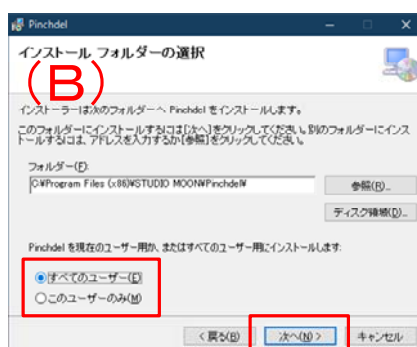 Pinchdel
インストール フォルダーの選択
(B)
インストーラーは次のフォルダーへ Pinchdel をインストールします。
このフォルダーにインストールするには[次へ]をクリックしてください。別のフォルダーにインス
トールするには、アドレスを入力するか[参照]をクリックしてください。
フォルダー(F):
C:¥Program Files (x86)¥STUDIO MOON¥Pinchdel¥
参照(R)...
ディスク領域(D)...
Pinchdel を現在のユーザー用か、またはすべてのユーザー用にインストールします:
すべてのユーザー(E)
このユーザーのみ(M)
< 戻る(B)
次へ(N) >
キャンセル